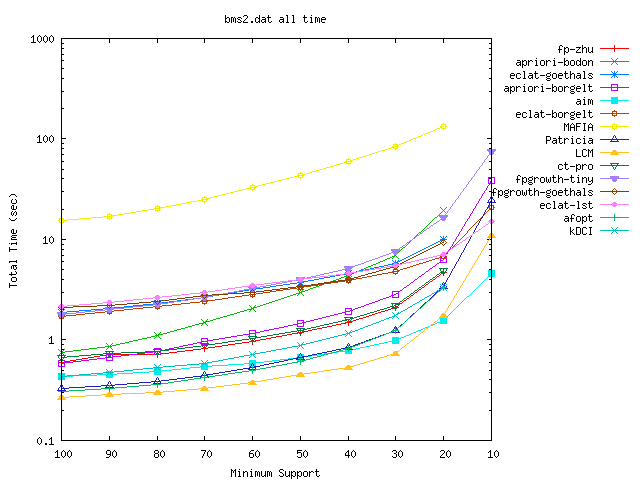 bms2.dat all time
1000
100
10
1
0.1
Total Time (sec)
100 90 80 70 60 50 40 30 20 10
Minimum Support
fp-zhu
apriori-bodon
eclat-goethals
apriori-borgelt
aim
eclat-borgelt
MAFIA
Patricia
LCM
ct-pro
fpgrowth-tiny
fpgrowth-goethals
eclat-lst
afopt
kDCI